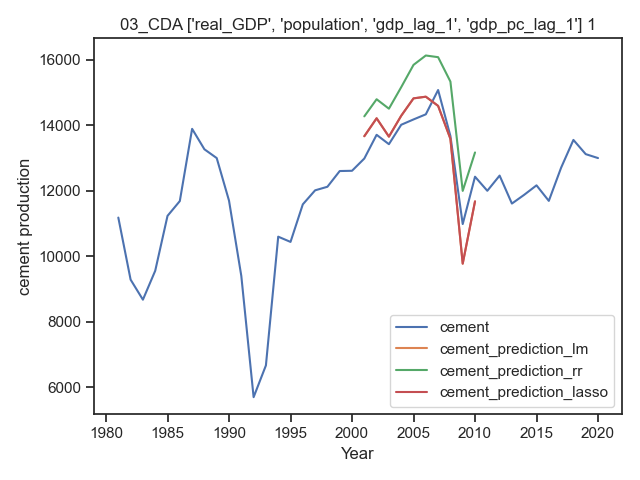 03_CDA ['real_GDP', 'population', 'gdp_lag_1', 'gdp_pc_lag_1'] 1
16000
14000
12000
10000
8000
6000
cement production
cement
cement_prediction_lm
cement_prediction_rr
cement_prediction_lasso
1980 1985 1990 1995 2000 2005 2010 2015 2020
Year